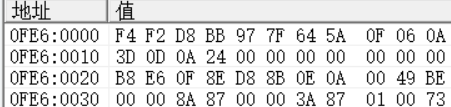 地址 值
0FE6:0000 F4 F2 D8 BB 97 7F 64 5A 0F 06 0A
0FE6:0010 3D 0D 0A 24 00 00 00 00 00 00 00
0FE6:0020 B8 E6 0F 8E D8 8B 0E 0A 00 49 BE
0FE6:0030 00 00 8A 87 00 00 3A 87 01 00 73